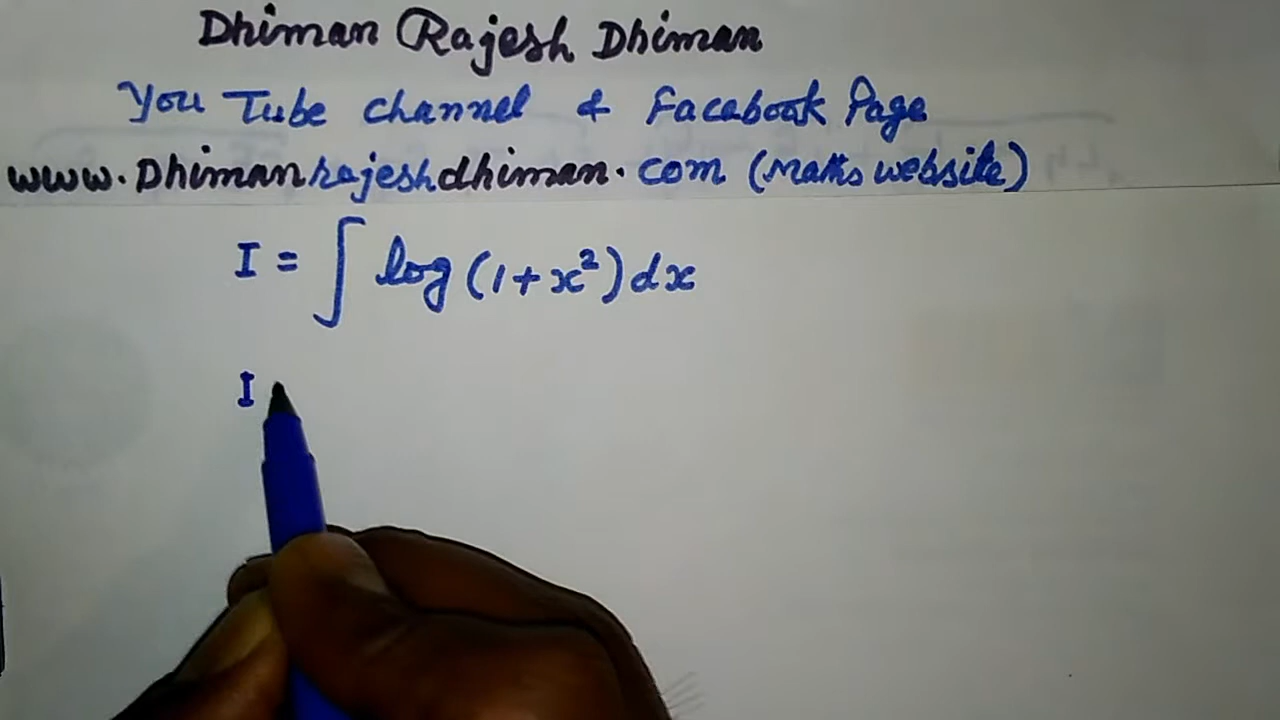 Dhiman Rajesh Dhiman
You Tube channel & Facebook Page
www.Dhimanrajeshdhiman.com (Maths website)
I = ∫ log (1+x²) dx
I